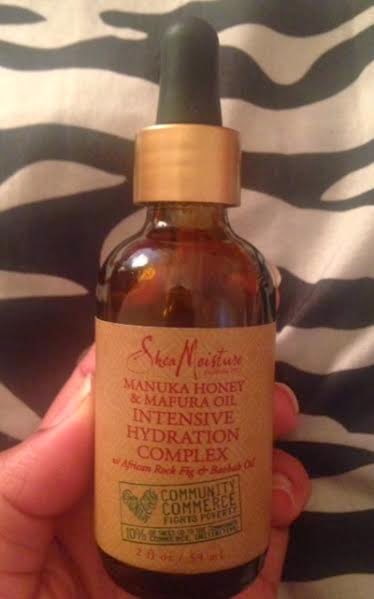 SheaMoisture
MANUKA HONEY
& MAFURA OIL
INTENSIVE
HYDRATION
COMPLEX
w/ African Rock Fig & Baobab Oil
COMMUNITY
COMMERCE
FIGHTS POVERTY
10%
2 fl oz / 59 ml